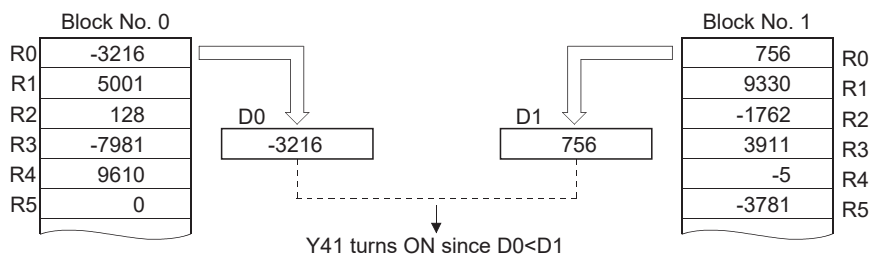 Block No. 0
R0 -3216
R1 5001
R2 128
R3 -7981
R4 9610
R5 0
D0
-3216
D1
756
Block No. 1
756 R0
9330 R1
-1762 R2
3911 R3
-5 R4
-3781 R5
Y41 turns ON since D0<D1